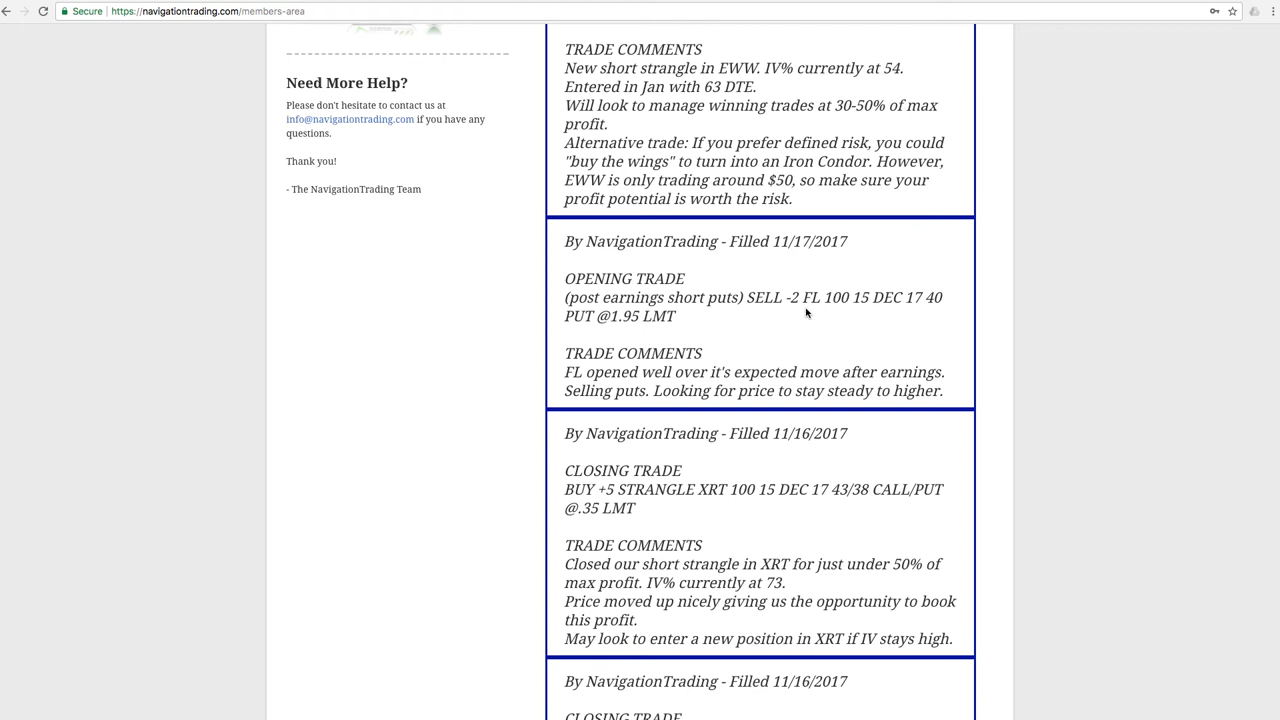 Secure
https://navigationtrading.com/members-area
Need More Help?
Please don't hesitate to contact us at
info@navigationtrading.com if you have any
questions.
Thank you!
- The NavigationTrading Team
TRADE COMMENTS
New short strangle in EWW. IV% currently at 54.
Entered in Jan with 63 DTE.
Will look to manage winning trades at 30-50% of max
profit.
Alternative trade: If you prefer defined risk, you could
"buy the wings" to turn into an Iron Condor. However,
EWW is only trading around $50, so make sure your
profit potential is worth the risk.
By NavigationTrading - Filled 11/17/2017
OPENING TRADE
(post earnings short puts) SELL -2 FL 100 15 DEC 17 40
PUT @1.95 LMT
TRADE COMMENTS
FL opened well over it's expected move after earnings.
Selling puts. Looking for price to stay steady to higher.
By NavigationTrading - Filled 11/16/2017
CLOSING TRADE
BUY +5 STRANGLE XRT 100 15 DEC 17 43/38 CALL/PUT
@.35 LMT
TRADE COMMENTS
Closed our short strangle in XRT for just under 50% of
max profit. IV% currently at 73.
Price moved up nicely giving us the opportunity to book
this profit.
May look to enter a new position in XRT if IV stays high.
By NavigationTrading - Filled 11/16/2017
CLOSING TRADE